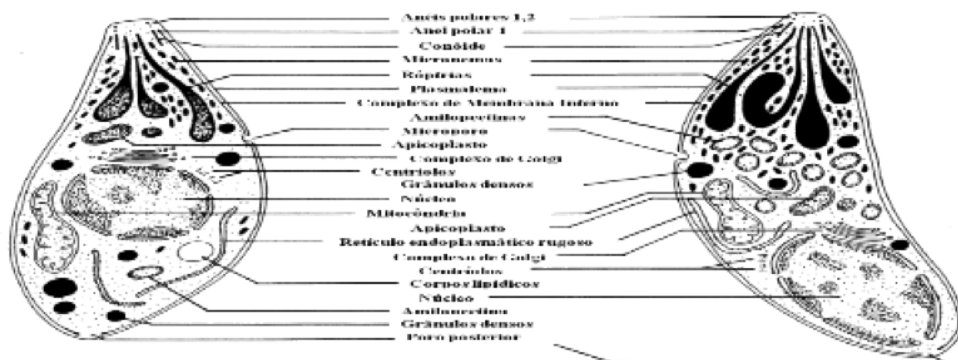 Anéis polares 1,2
Anel polar 1
Conóide
Micronemas
Róptrias
Plasmalema
Complexo de Membrana Interno
Amilopectinas
Microporo
Apicoplasto
Complexo de Golgi
Centríolos
Grânulos densos
Núcleo
Mitocôndria
Apicoplasto
Retículo endoplasmático rugoso
Complexo de Golgi
Centríolos
Corpos lipídicos
Núcleo
Amilopectina
Grânulos densos
Poro posterior